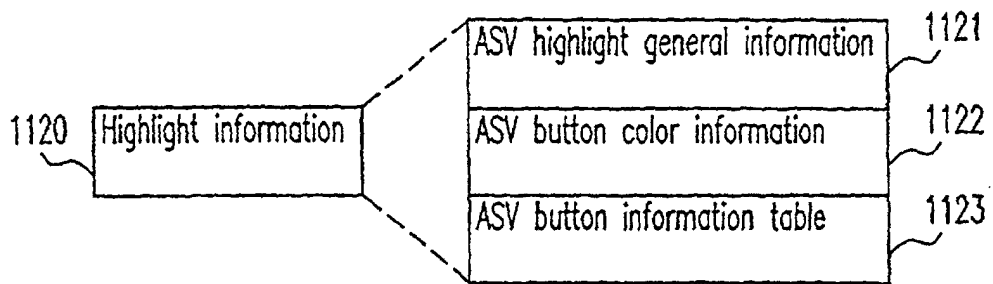 ASV highlight general information
1121
1120
Highlight information
ASV button color information
1122
ASV button information table
1123